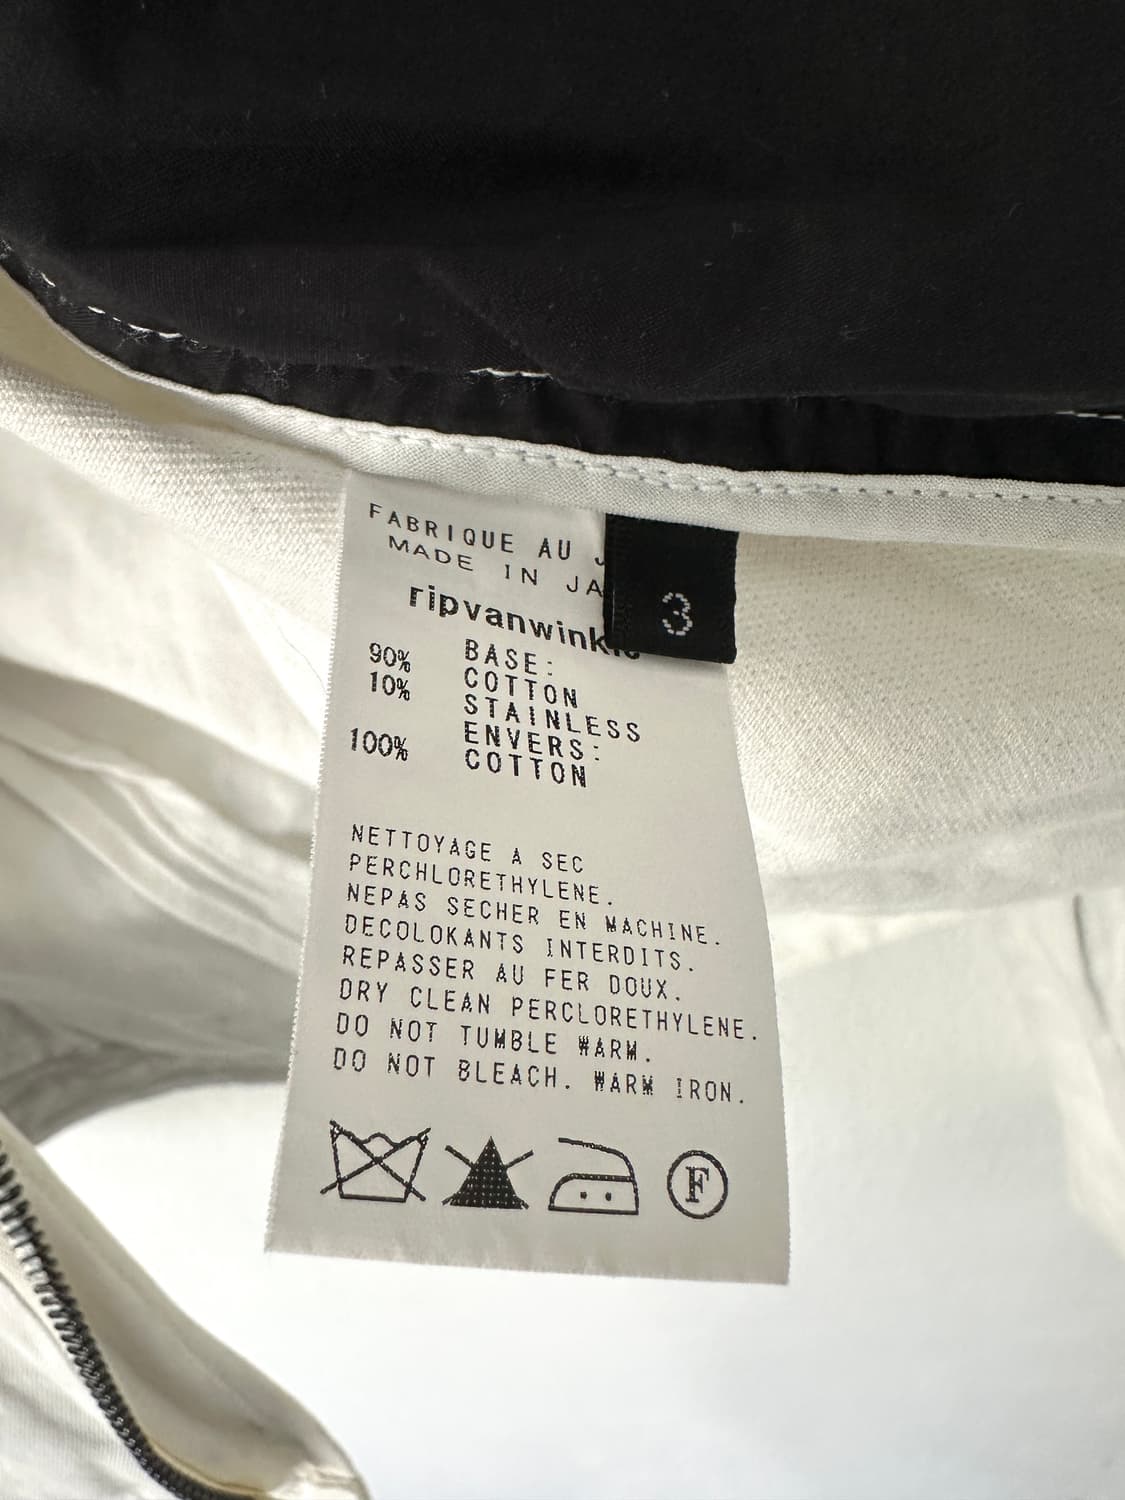 FABRIQUE AU
MADE IN
3
90% BASE:
10% COTTON
STAINLESS
100% ENVERS:
COTTON
NETTOYAGE A SEC
PERCHLORETHYLENE.
NEPAS SECHER EN MACHINE.
DECOLOKANTS INTERDITS.
REPASSER AU FER DOUX.
DRY CLEAN PERCLORETHYLENE.
DO NOT TUMBLE WARM.
DO NOT BLEACH. WARM IRON.
F